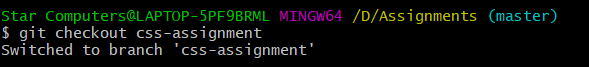 Star Computers@LAPTOP-5PF9BRML MINGW64 /D/Assignments (master)
$ git checkout css-assignment
Switched to branch 'css-assignment'